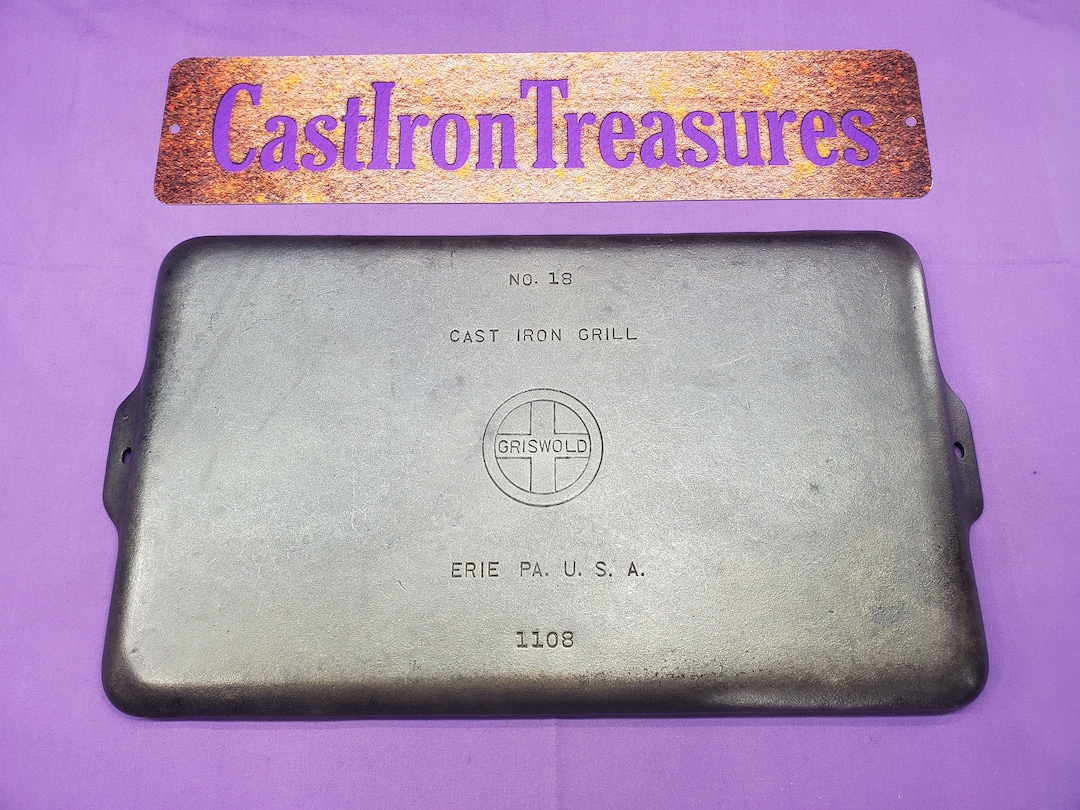 CastIronTreasures
NO. 18
CAST IRON GRILL
GRISWOLD
ERIE PA. U. S. A.
1108